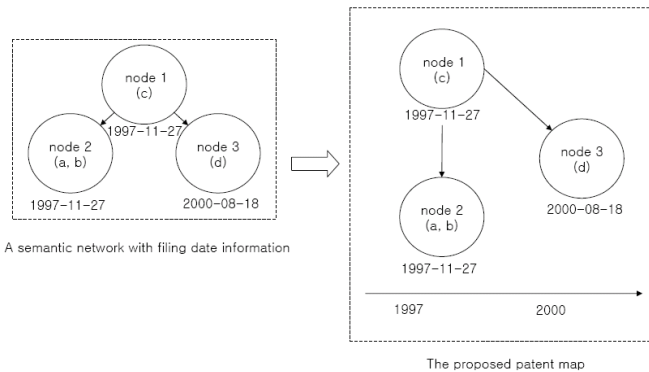 node 1
(c)
1997-11-27
node 2
(a, b)
1997-11-27
node 3
(d)
2000-08-18
A semantic network with filing date information
node 1
(c)
1997-11-27
node 3
(d)
2000-08-18
node 2
(a, b)
1997-11-27
1997
2000
The proposed patent map